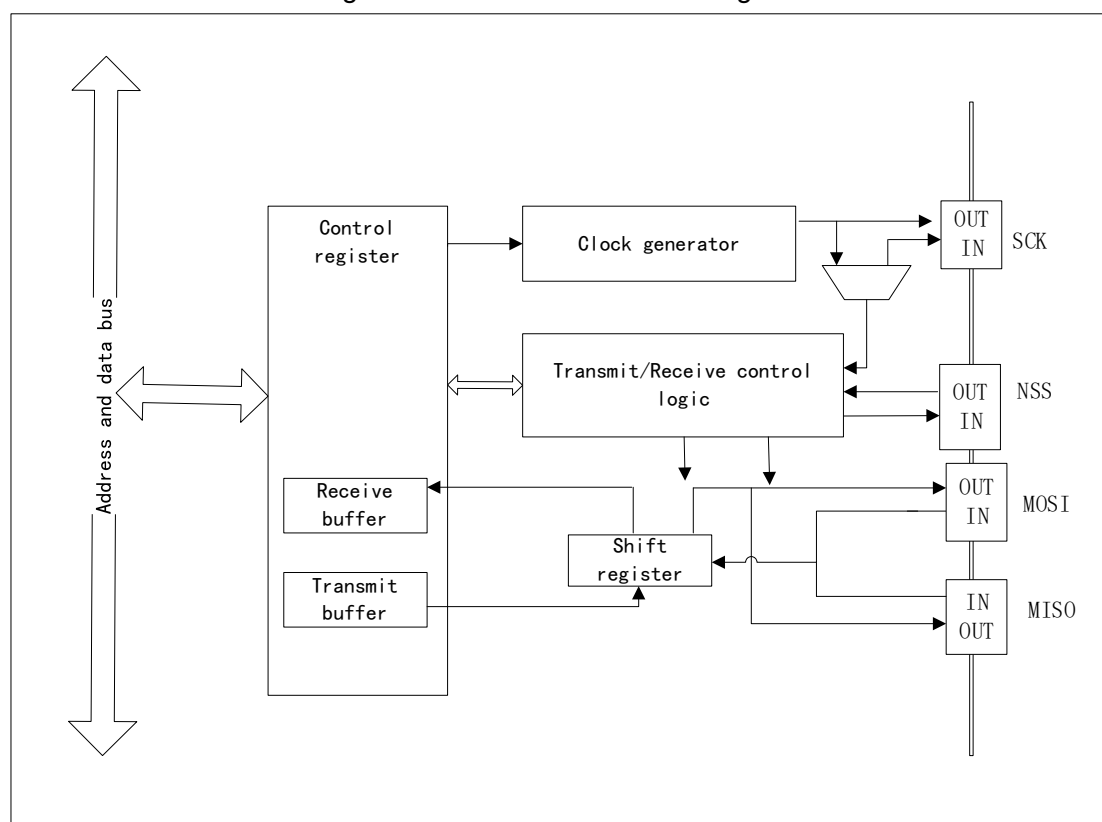 Address and data bus
Control
register
Clock generator
OUT
IN
SCK
Transmit/Receive control
logic
OUT
IN
NSS
Receive
buffer
OUT
IN
MOSI
Shift
register
Transmit
buffer
IN
OUT
MISO